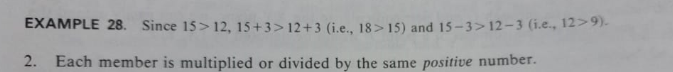 EXAMPLE 28. Since 15>12, 15+3>12+3 (i.e., 18>15) and 15−3>12−3 (i.e., 12>9).
2. Each member is multiplied or divided by the same positive number.